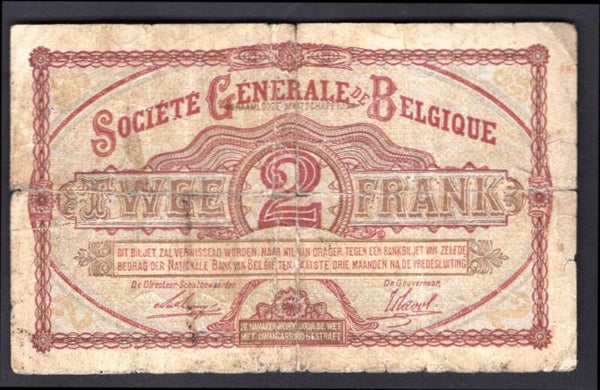 SOCIÉTÉ GÉNÉRALE DE BELGIQUE
NAAMLOOZE MAATSCHAPPIJ
TWEE 2 FRANK
DIT BILJET ZAL VERWISSELD WORDEN, NAAR WIL VAN DRAGER, TEGEN EEN BANKBILJET VAN ZELFDE
BEDRAG DER NATIONALE BANK VAN BELGIË, TEN LAATSTE DRIE MAANDEN NA DE VREDESLUITING
De Directeur-Schatbewaarder, De Gouverneur,
DE NAMAKER WORDT DOOR DE WET
MET DWANGARBEID GESTRAFT